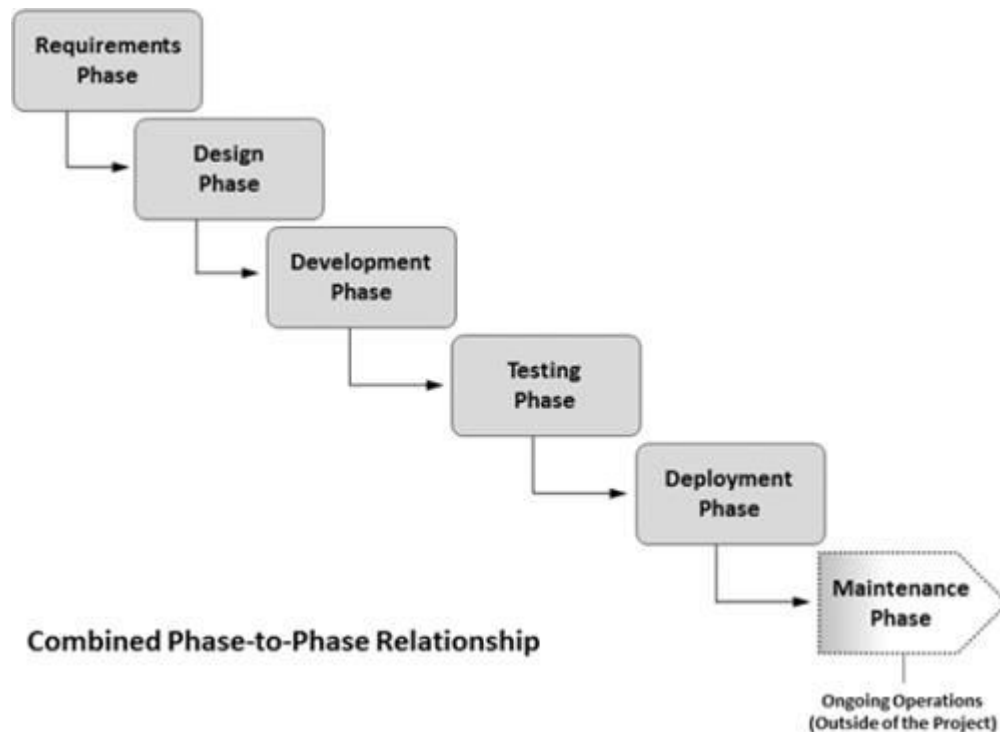 Requirements
Phase
Design
Phase
Development
Phase
Testing
Phase
Deployment
Phase
Maintenance
Phase
Combined Phase-to-Phase Relationship
Ongoing Operations
(Outside of the Project)